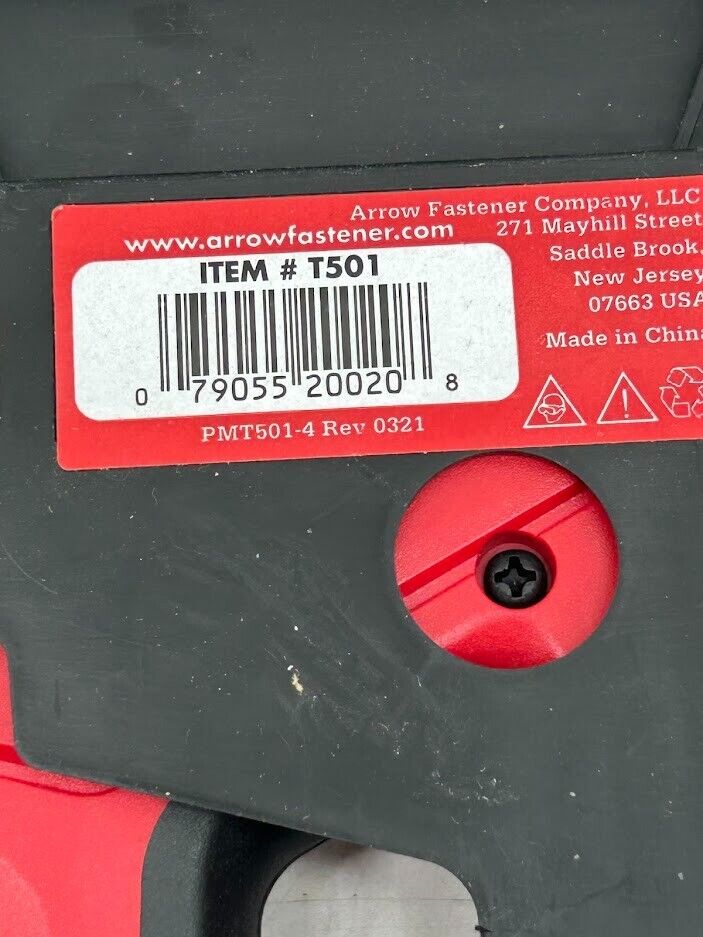 Arrow Fastener Company, LLC
www.arrowfastener.com
271 Mayhill Street,
Saddle Brook,
New Jersey
07663 USA
Made in China
ITEM # T501
0 79055 20020 8
PMT501-4 Rev 0321